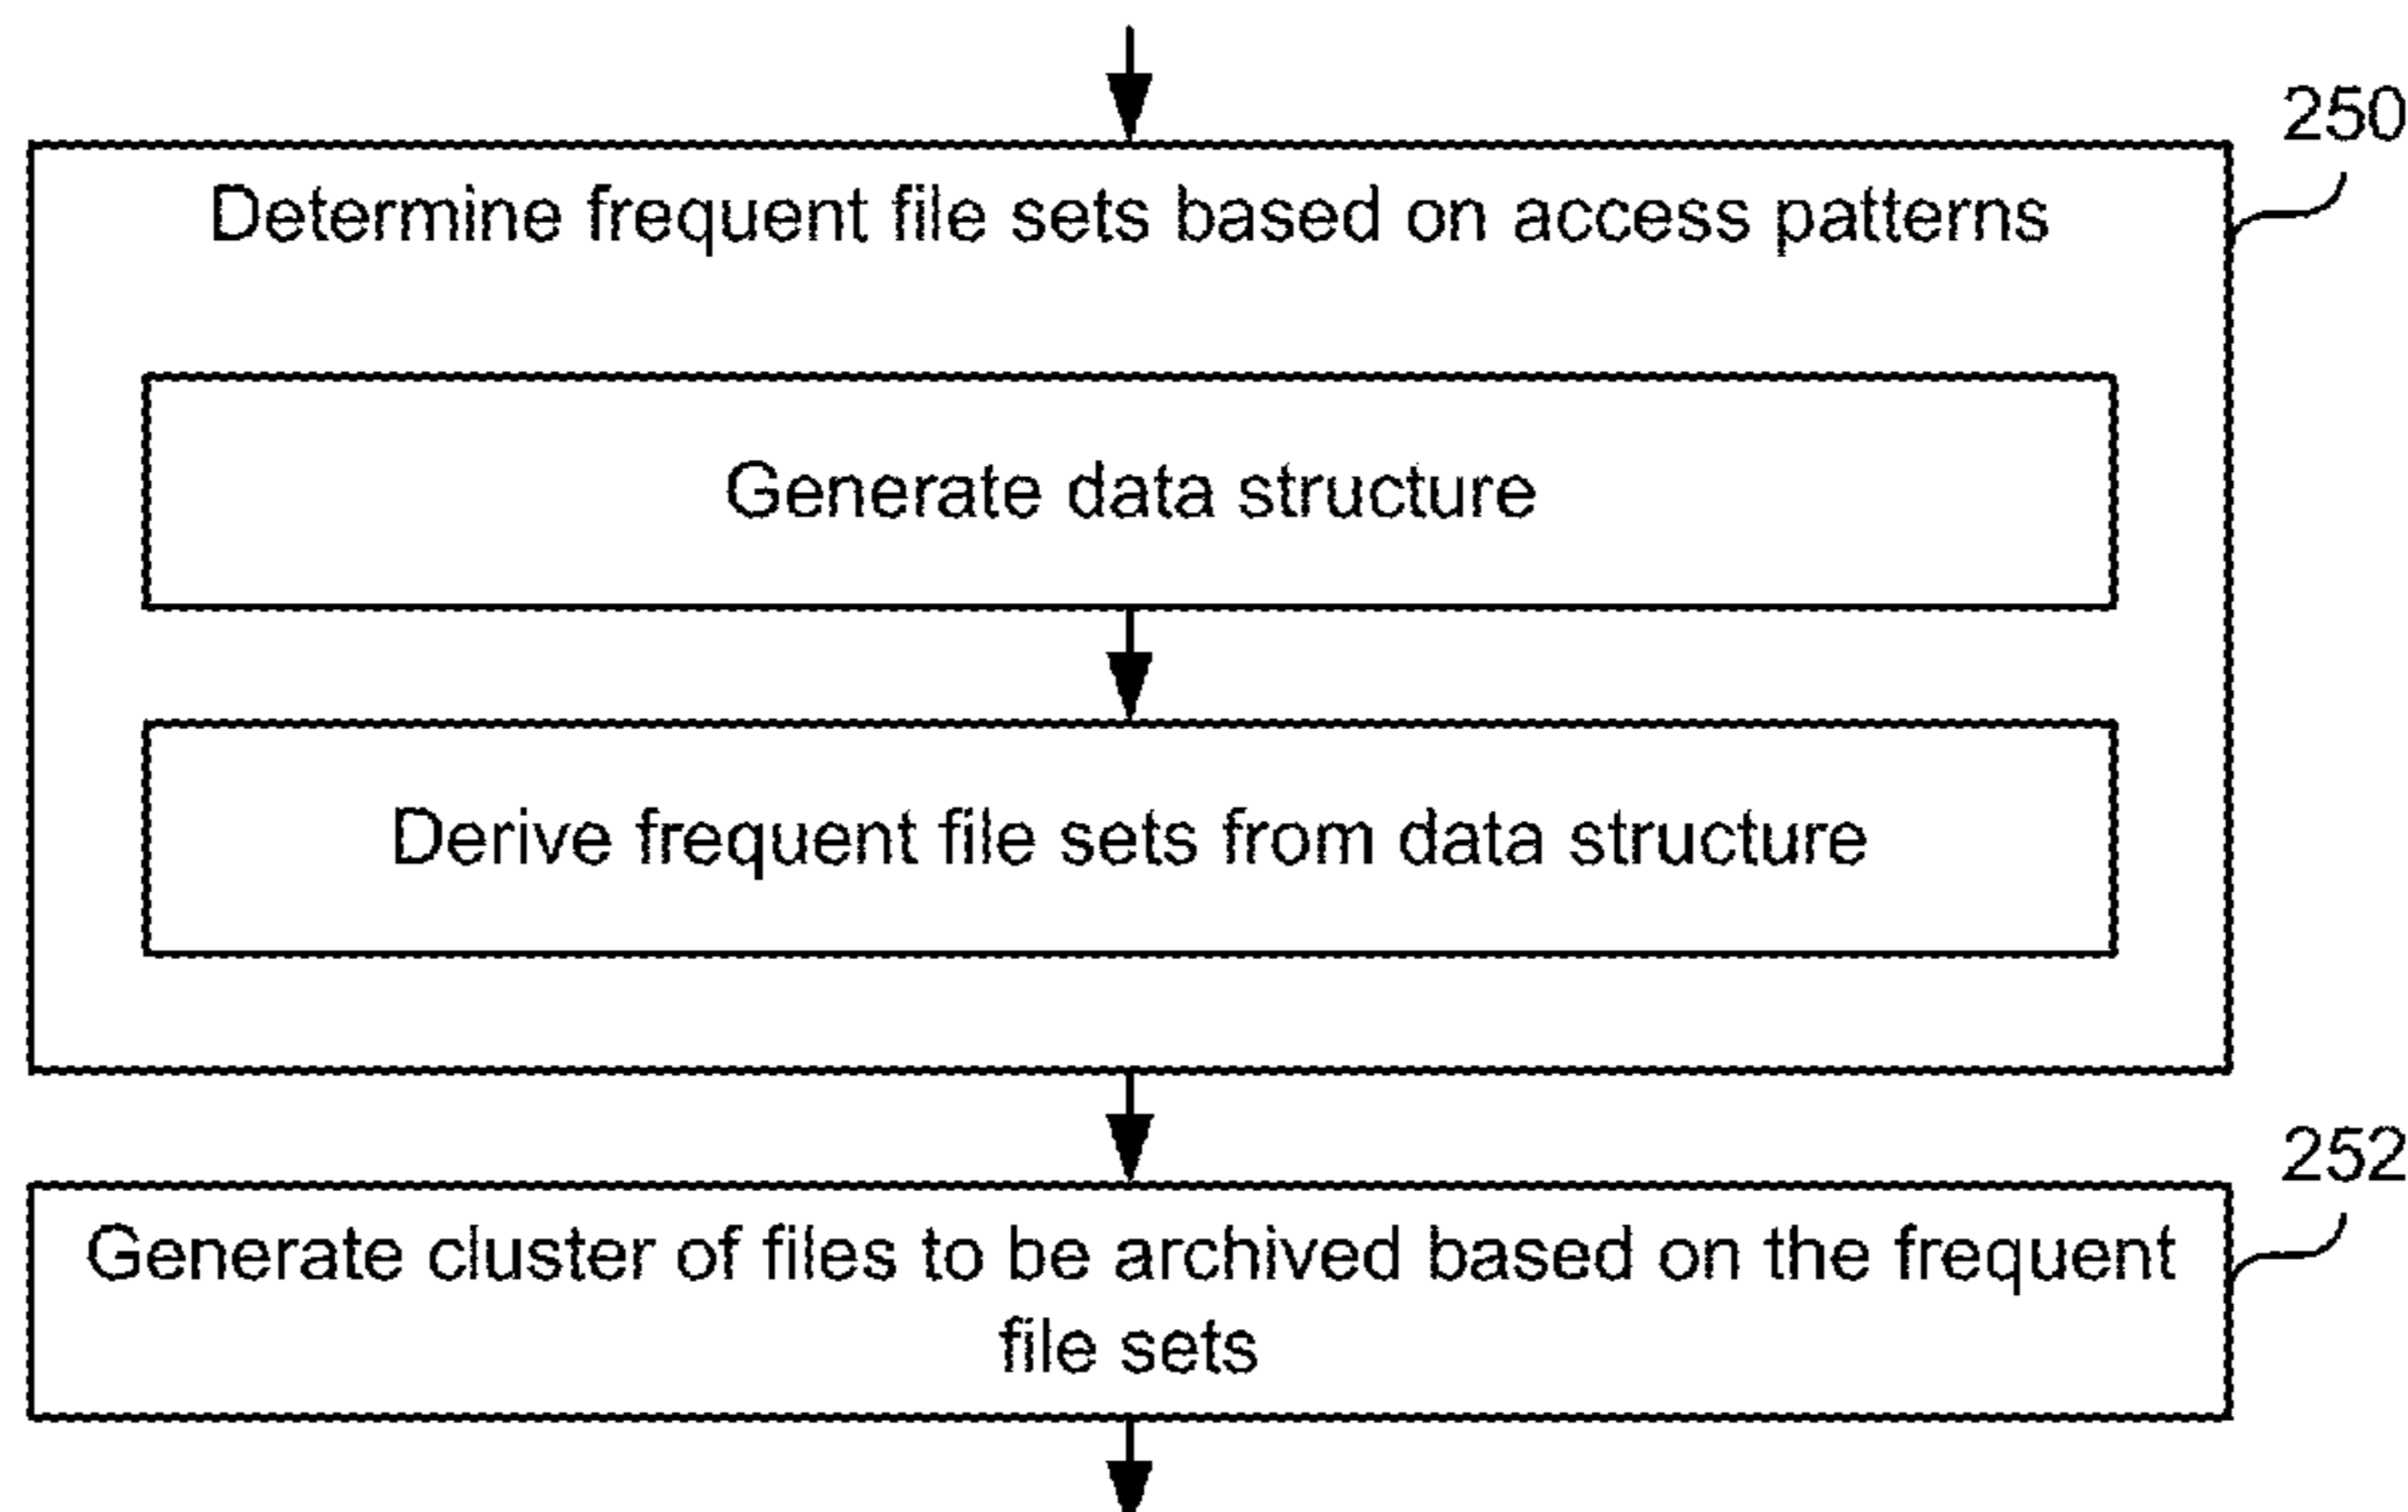 250
Determine frequent file sets based on access patterns
Generate data structure
Derive frequent file sets from data structure
252
Generate cluster of files to be archived based on the frequent
file sets